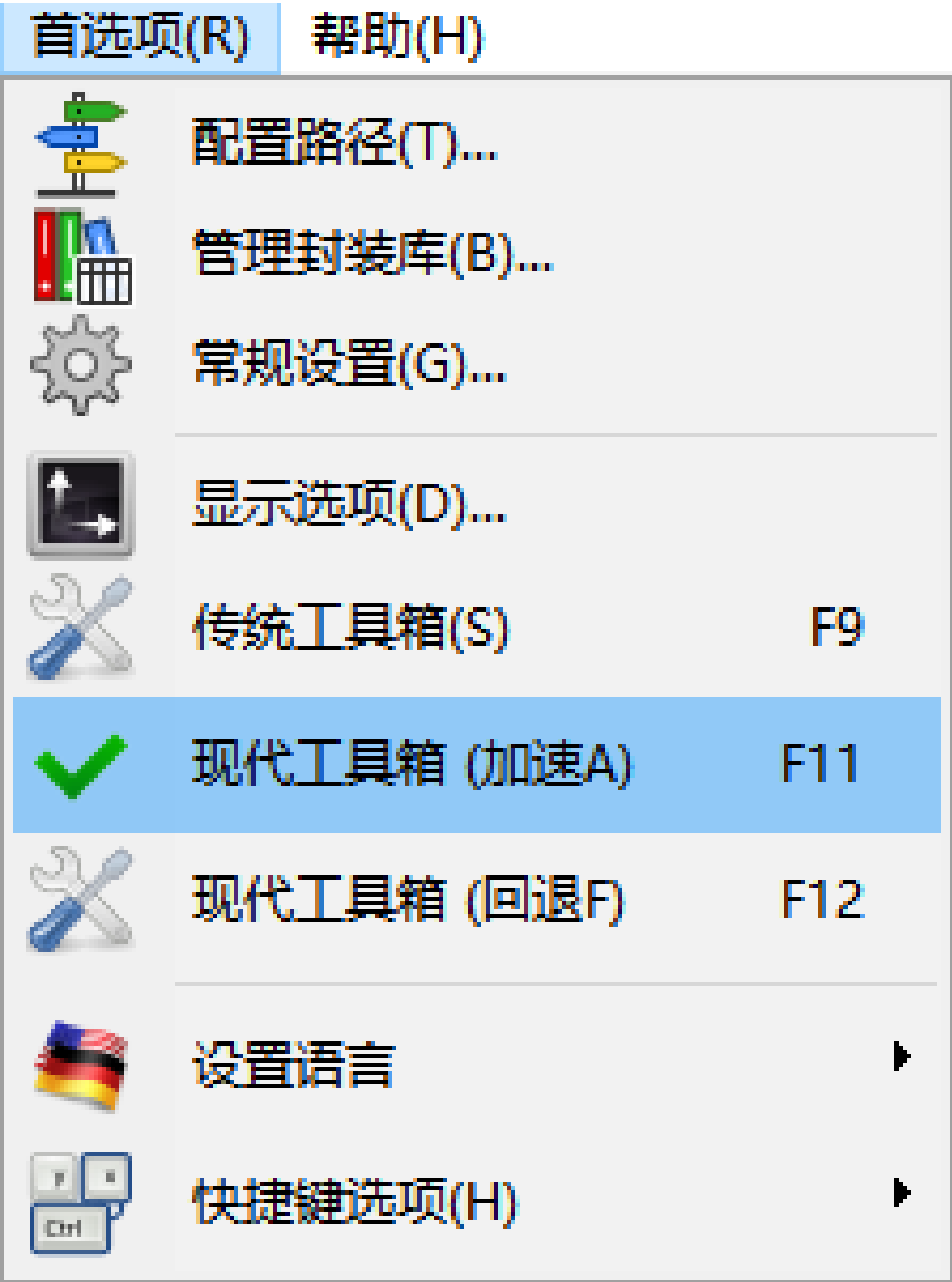 首选项(R) 帮助(H)
配置路径(T)...
管理封装库(B)...
常规设置(G)...
显示选项(D)...
传统工具箱(S) F9
现代工具箱 (加速A) F11
现代工具箱 (回退F) F12
设置语言
快捷键选项(H)
Ctrl